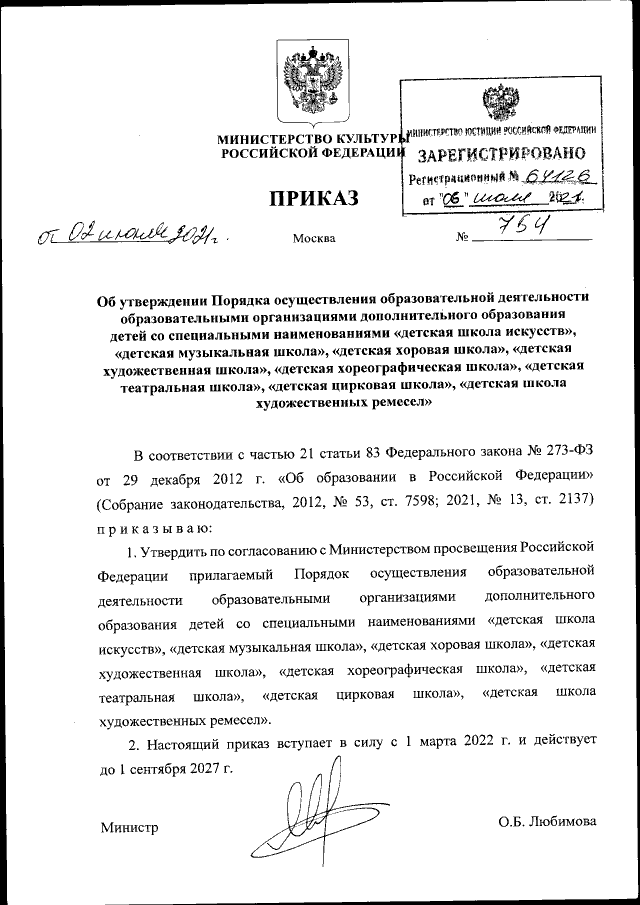 МИНИСТЕРСТВО КУЛЬТУРЫ
РОССИЙСКОЙ ФЕДЕРАЦИИ
МИНИСТЕРСТВО ЮСТИЦИИ РОССИЙСКОЙ ФЕДЕРАЦИИ
ЗАРЕГИСТРИРОВАНО
Регистрационный № 64126
от "06" июля 2021.
ПРИКАЗ
от 02 июня 2021г.
Москва
№ 754
Об утверждении Порядка осуществления образовательной деятельности
образовательными организациями дополнительного образования
детей со специальными наименованиями «детская школа искусств»,
«детская музыкальная школа», «детская хоровая школа», «детская
художественная школа», «детская хореографическая школа», «детская
театральная школа», «детская цирковая школа», «детская школа
художественных ремесел»
В соответствии с частью 21 статьи 83 Федерального закона № 273-ФЗ
от 29 декабря 2012 г. «Об образовании в Российской Федерации»
(Собрание законодательства, 2012, № 53, ст. 7598; 2021, № 13, ст. 2137)
п р и к а з ы в а ю:
1. Утвердить по согласованию с Министерством просвещения Российской
Федерации прилагаемый Порядок осуществления образовательной
деятельности образовательными организациями дополнительного
образования детей со специальными наименованиями «детская школа
искусств», «детская музыкальная школа», «детская хоровая школа», «детская
художественная школа», «детская хореографическая школа», «детская
театральная школа», «детская цирковая школа», «детская школа
художественных ремесел».
2. Настоящий приказ вступает в силу с 1 марта 2022 г. и действует
до 1 сентября 2027 г.
Министр
О.Б. Любимова